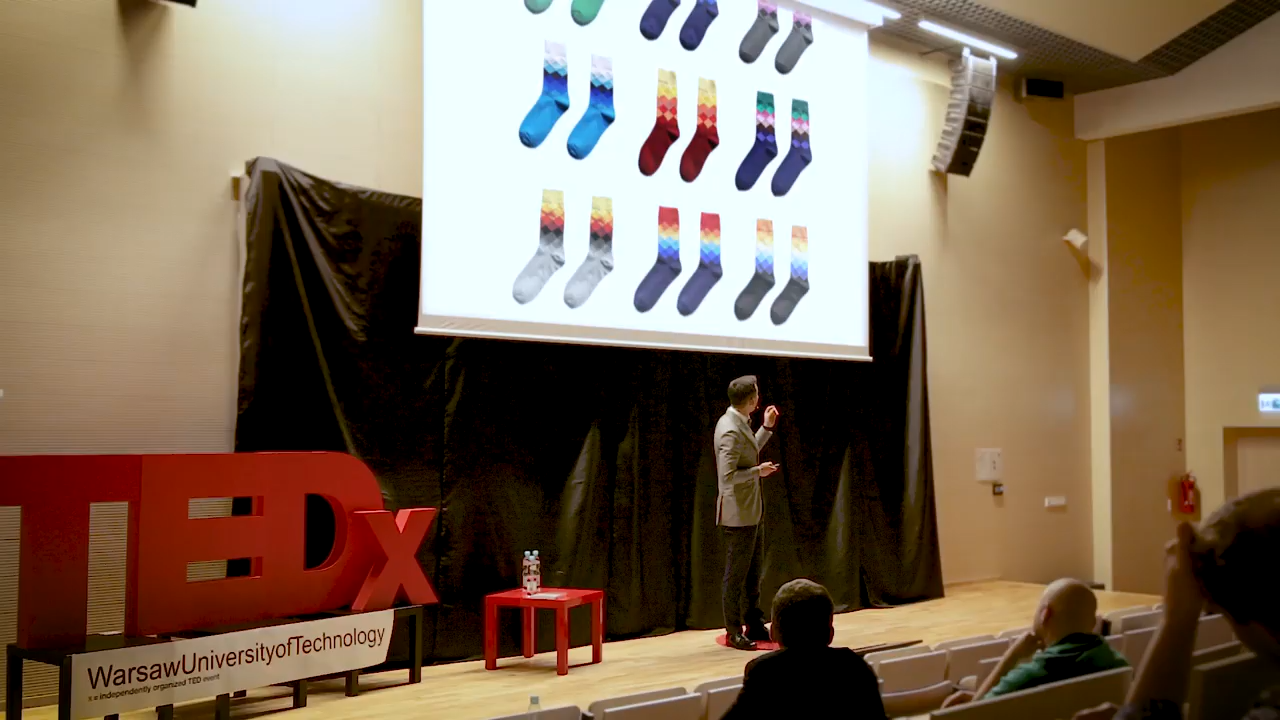 TEDx
WarsawUniversityofTechnology
x = independently organized TED event